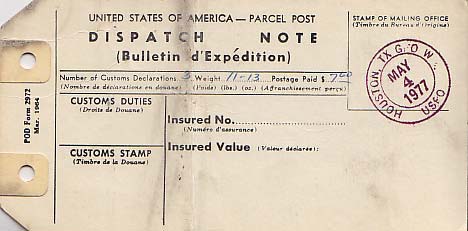 UNITED STATES OF AMERICA — PARCEL POST
DISPATCH NOTE
(Bulletin d'Expédition)
STAMP OF MAILING OFFICE
(Timbre du Bureau d'Origine)
Number of Customs Declarations 3 Weight 11-13 Postage Paid $ 7 00
(Nombre de déclarations en douane) (Poids) (lbs.) (oz.) (Affranchissement perçu)
HOUSTON, TX G.P.O W
MAY
4
1977
USPO
CUSTOMS DUTIES
(Droits de Douane)
Insured No.
(Numéro d'assurance)
CUSTOMS STAMP
(Timbre de la Douane)
Insured Value (Valeur déclarée):
POD Form 2972
Mar. 1964